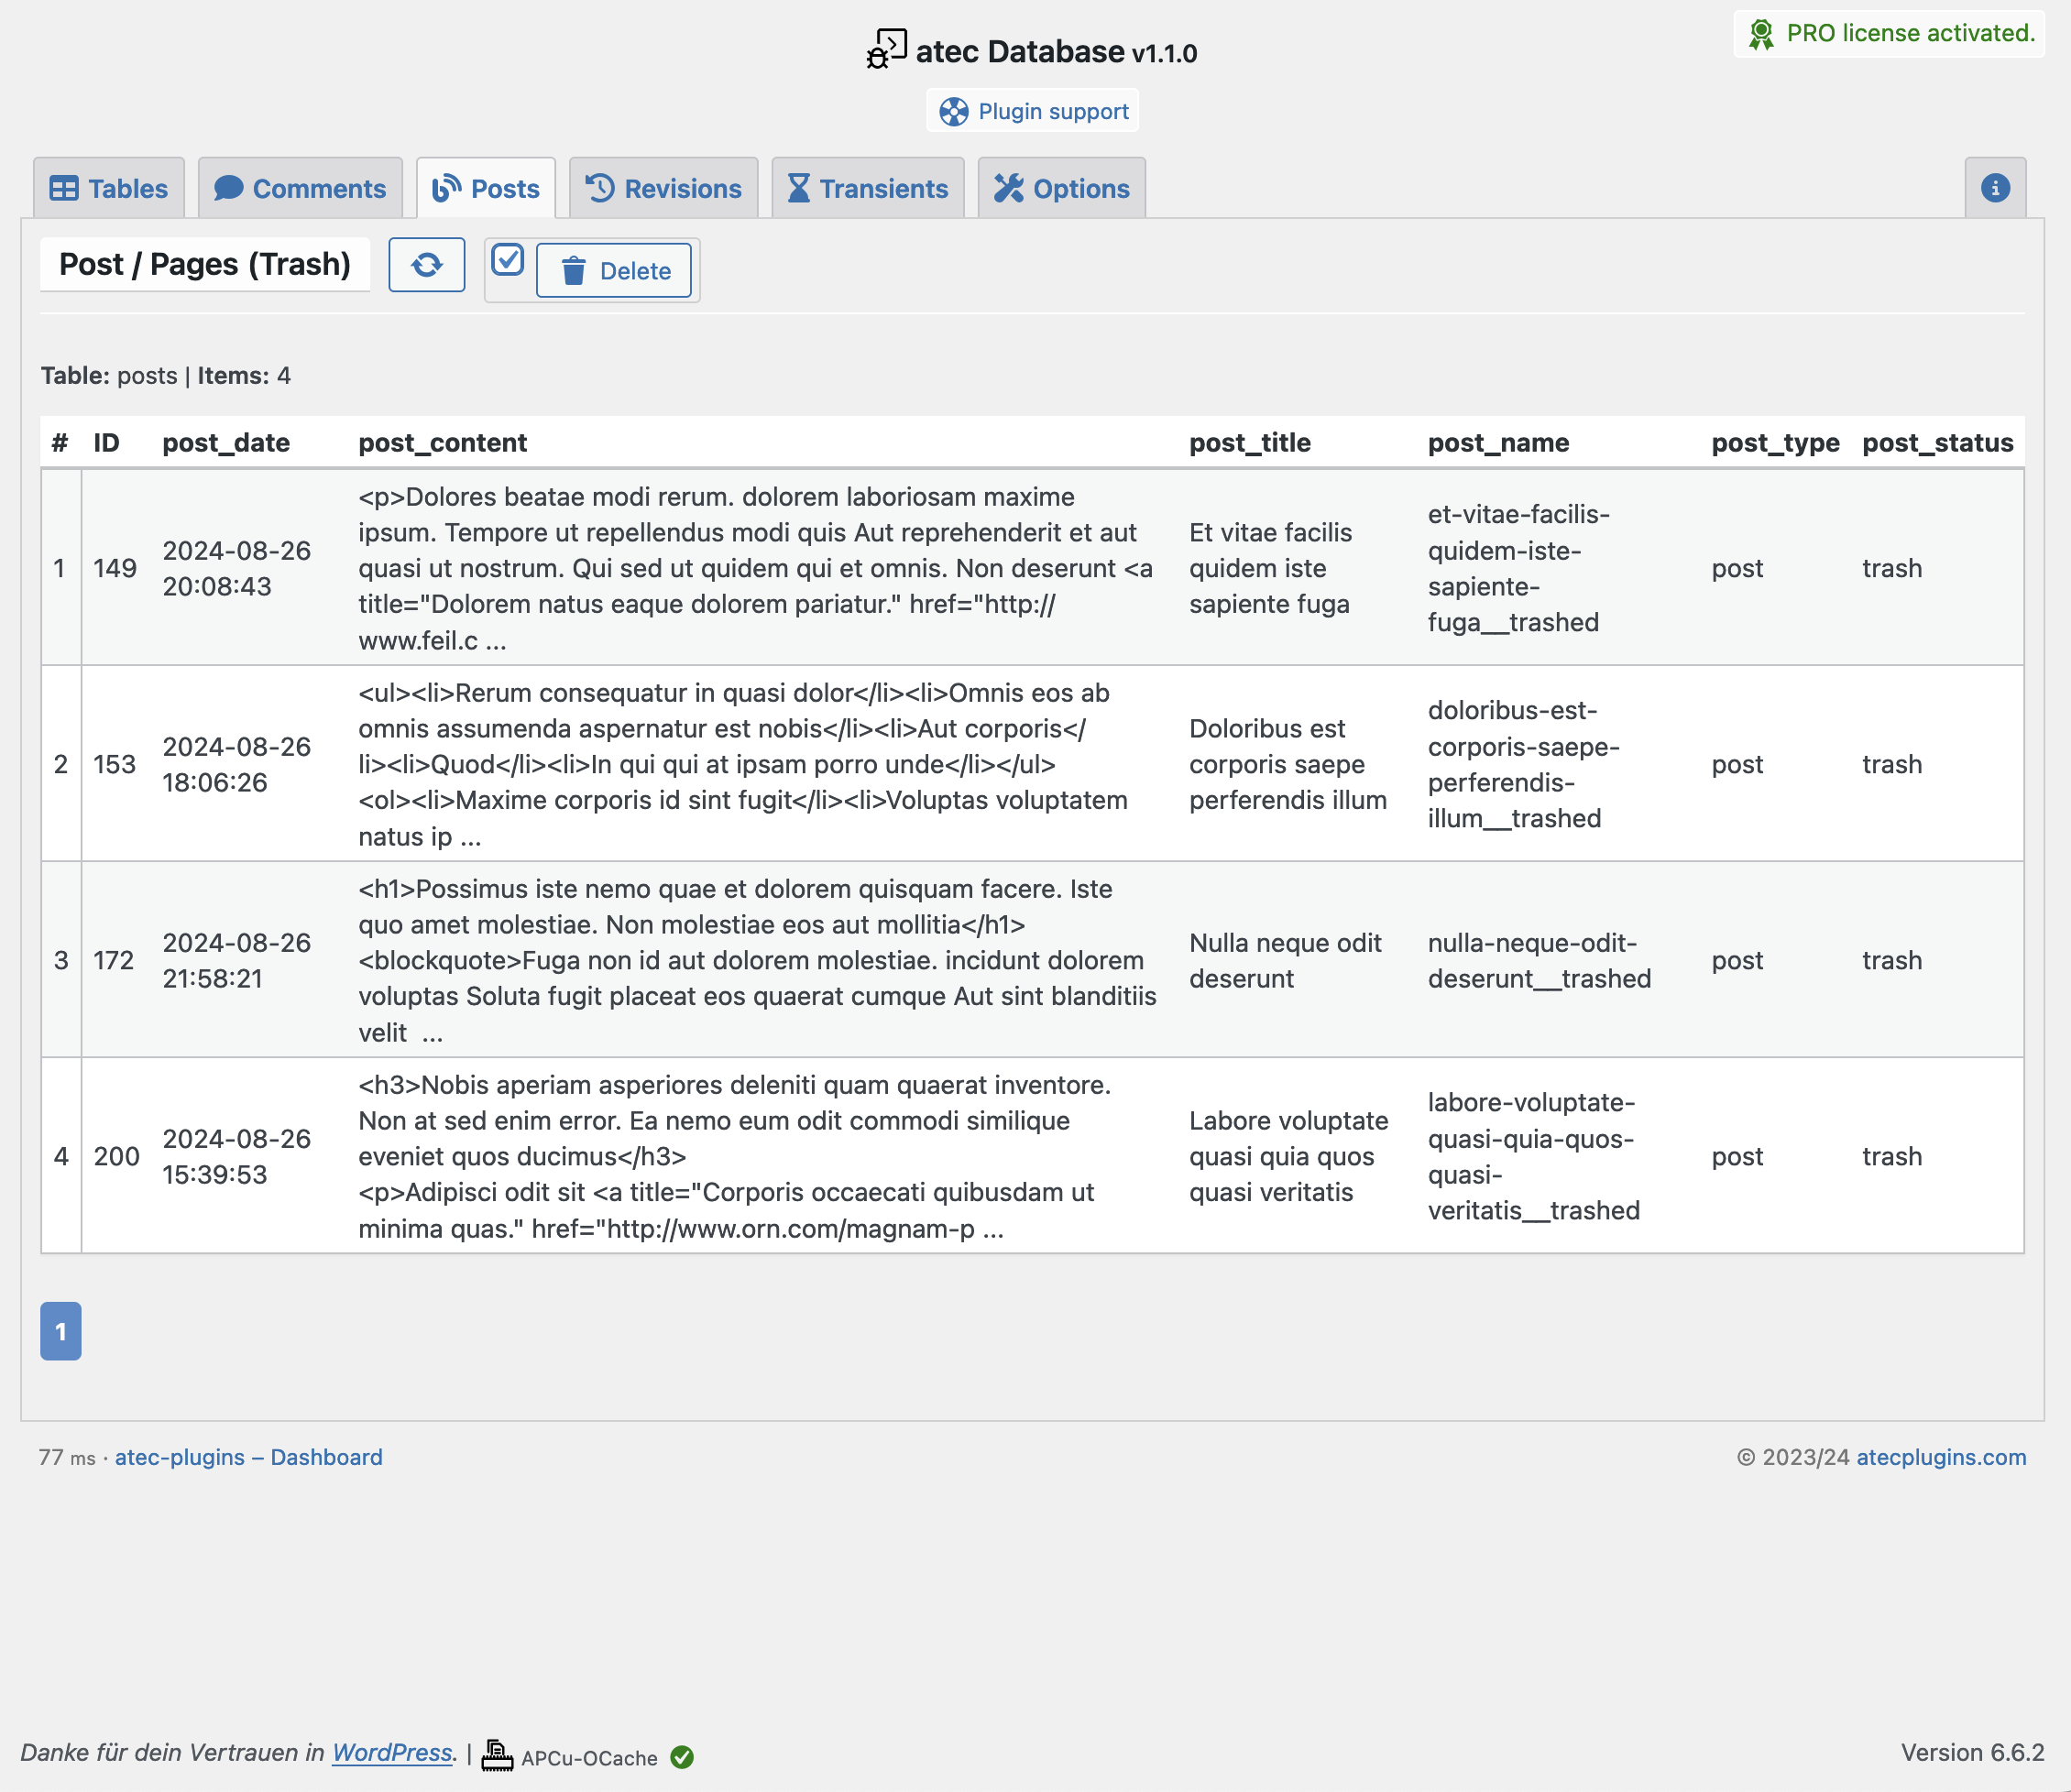 PRO license activated.
atec Database v1.1.0
Plugin support
Tables Comments Posts Revisions Transients Options
Post / Pages (Trash) Delete
Table: posts | Items: 4
# ID post_date post_content post_title post_name post_type post_status
1 149 2024-08-26 20:08:43
<p>Dolores beatae modi rerum. dolorem laboriosam maxime
ipsum. Tempore ut repellendus modi quis Aut reprehenderit et aut
quasi ut nostrum. Qui sed ut quidem qui et omnis. Non deserunt <a
title="Dolorem natus eaque dolorem pariatur." href="http://
www.feil.c ...
Et vitae facilis
quidem iste
sapiente fuga
et-vitae-facilis-
quidem-iste-
sapiente-
fuga__trashed
post trash
2 153 2024-08-26 18:06:26
<ul><li>Rerum consequatur in quasi dolor</li><li>Omnis eos ab
omnis assumenda aspernatur est nobis</li><li>Aut corporis</
li><li>Quod</li><li>In qui qui at ipsam porro unde</li></ul>
<ol><li>Maxime corporis id sint fugit</li><li>Voluptas voluptatem
natus ip ...
Doloribus est
corporis saepe
perferendis illum
doloribus-est-
corporis-saepe-
perferendis-
illum__trashed
post trash
3 172 2024-08-26 21:58:21
<h1>Possimus iste nemo quae et dolorem quisquam facere. Iste
quo amet molestiae. Non molestiae eos aut mollitia</h1>
<blockquote>Fuga non id aut dolorem molestiae. incidunt dolorem
voluptas Soluta fugit placeat eos quaerat cumque Aut sint blanditiis
velit ...
Nulla neque odit
deserunt
nulla-neque-odit-
deserunt__trashed
post trash
4 200 2024-08-26 15:39:53
<h3>Nobis aperiam asperiores deleniti quam quaerat inventore.
Non at sed enim error. Ea nemo eum odit commodi similique
eveniet quos ducimus</h3>
<p>Adipisci odit sit <a title="Corporis occaecati quibusdam ut
minima quas." href="http://www.orn.com/magnam-p ...
Labore voluptate
quasi quia quos
quasi veritatis
labore-voluptate-
quasi-quia-quos-
quasi-
veritatis__trashed
post trash
1
77 ms · atec-plugins – Dashboard
© 2023/24 atecplugins.com
Danke für dein Vertrauen in WordPress. | APCu-OCache
Version 6.6.2